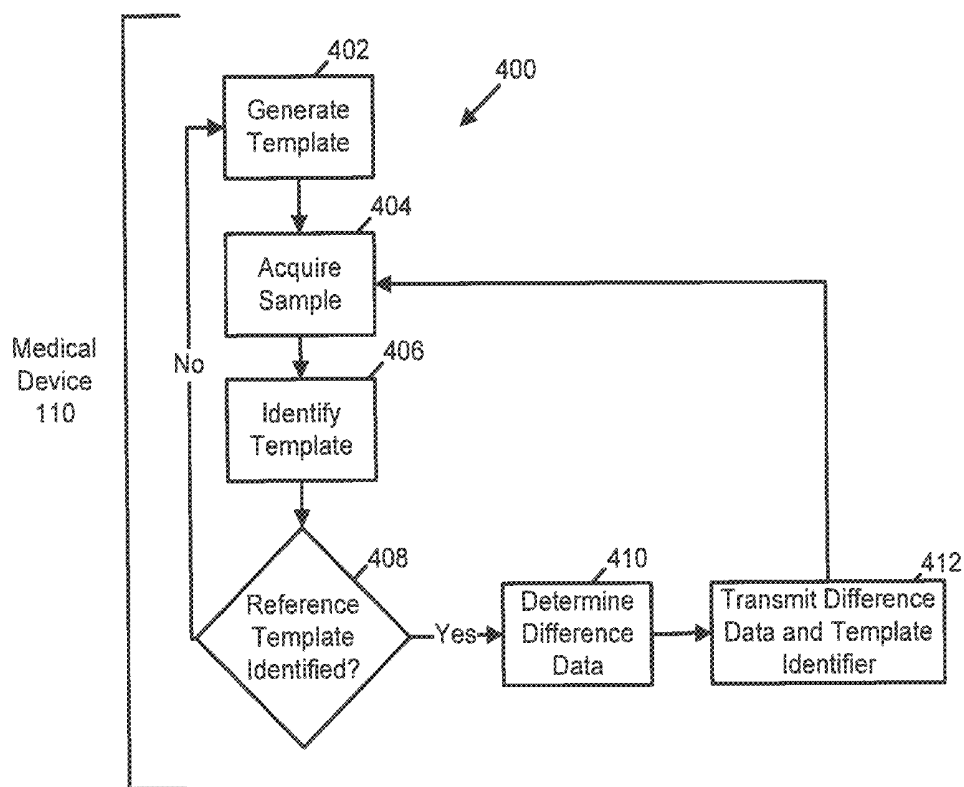 402
400
Generate
Template
404
Acquire
Sample
Medical
Device
110
No
406
Identify
Template
408
Reference
Template
Identified?
Yes
410
Determine
Difference
Data
412
Transmit Difference
Data and Template
Identifier